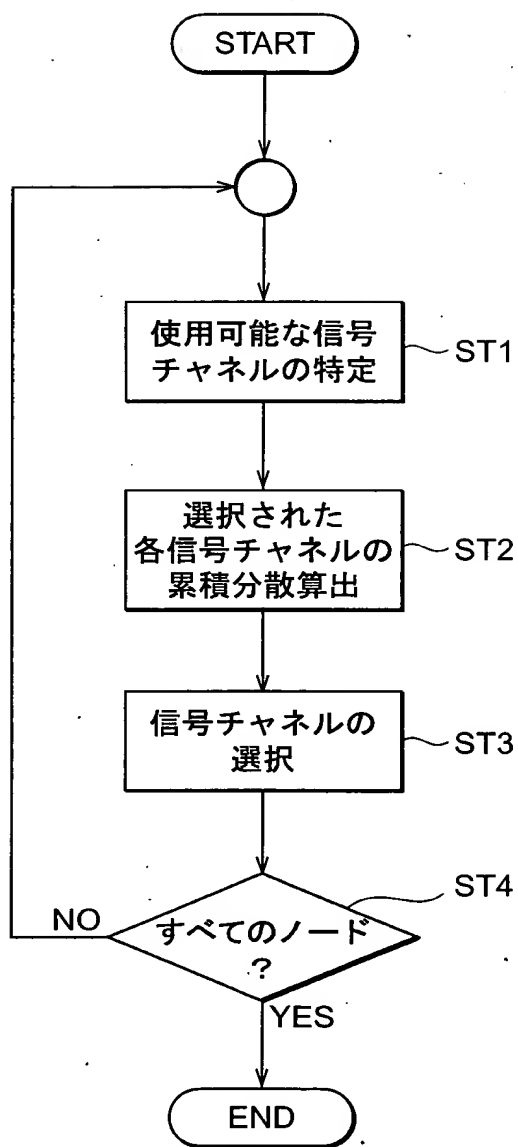 START
使用可能な信号
チャネルの特定
ST1
選択された
各信号チャネルの
累積分散算出
ST2
信号チャネルの
選択
ST3
ST4
すべてのノード
?
NO
YES
END